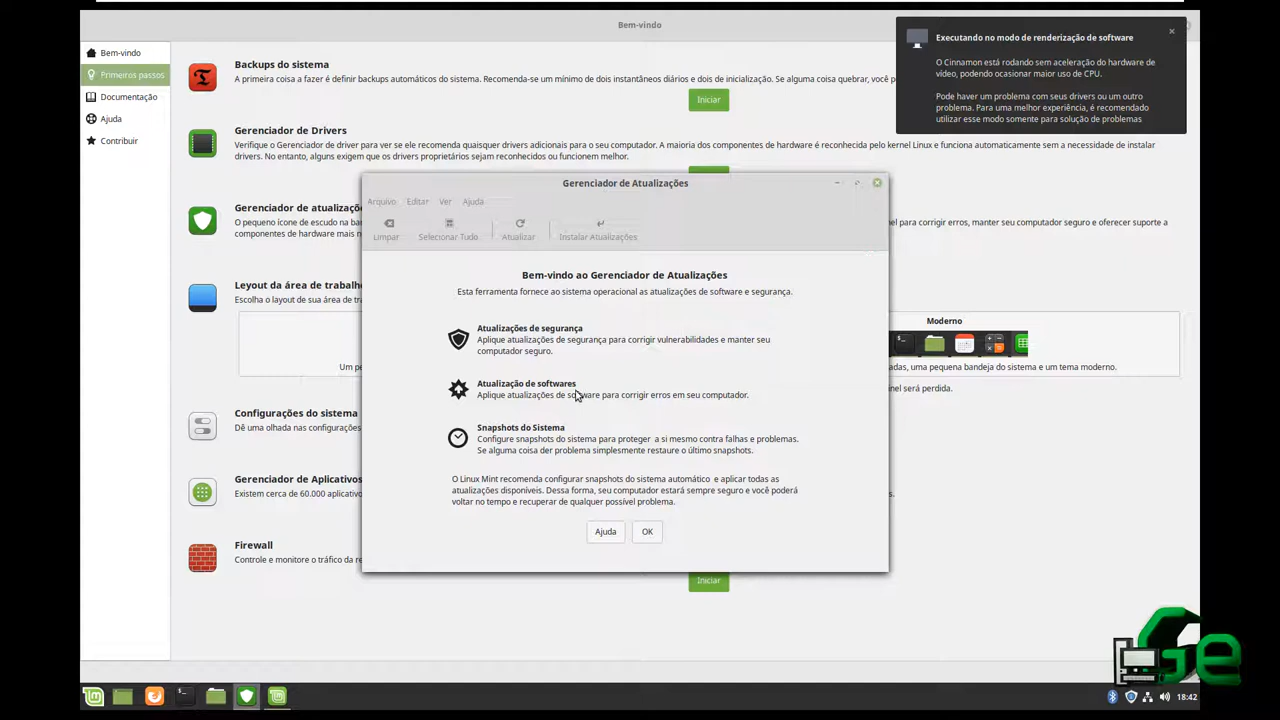 Bem-vindo
Bem-vindo
Primeiros passos
Documentação
Ajuda
Contribuir
Backups do sistema
A primeira coisa a fazer é definir backups automáticos do sistema. Recomenda-se um mínimo de dois instantâneos diários e dois de inicialização. Se alguma coisa quebrar, você p
Iniciar
Gerenciador de Drivers
Verifique o Gerenciador de driver para ver se ele recomenda quaisquer drivers adicionais para o seu computador. A maioria dos componentes de hardware é reconhecida pelo kernel Linux e funciona automaticamente sem a necessidade de instalar
drivers. No entanto, alguns exigem que os drivers proprietários sejam reconhecidos ou funcionem melhor.
Gerenciador de atualizaçõ
O pequeno ícone de escudo na ba
nel para corrigir erros, manter seu computador seguro e oferecer suporte a
componentes de hardware mais n
Layout da área de trabalh
Escolha o layout de sua área de tra
Moderno
Um pe
adas, uma pequena bandeja do sistema e um tema moderno.
nel será perdida.
Configurações do sistema
Dê uma olhada nas configurações
Gerenciador de Aplicativos
Existem cerca de 60.000 aplicativo
Firewall
Controle e monitore o tráfico da re
Iniciar
Executando no modo de renderização de software
O Cinnamon está rodando sem aceleração do hardware de
vídeo, podendo ocasionar maior uso de CPU.
Pode haver um problema com seus drivers ou um outro
problema. Para uma melhor experiência, é recomendado
utilizar esse modo somente para solução de problemas
Gerenciador de Atualizações
Arquivo Editar Ver Ajuda
Limpar Selecionar Tudo Atualizar Instalar Atualizações
Bem-vindo ao Gerenciador de Atualizações
Esta ferramenta fornece ao sistema operacional as atualizações de software e segurança.
Atualizações de segurança
Aplique atualizações de segurança para corrigir vulnerabilidades e manter seu
computador seguro.
Atualização de softwares
Aplique atualizações de software para corrigir erros em seu computador.
Snapshots do Sistema
Configure snapshots do sistema para proteger a si mesmo contra falhas e problemas.
Se alguma coisa der problema simplesmente restaure o último snapshots.
O Linux Mint recomenda configurar snapshots do sistema automático e aplicar todas as
atualizações disponíveis. Dessa forma, seu computador estará sempre seguro e você poderá
voltar no tempo e recuperar de qualquer possível problema.
Ajuda OK
Ge
18:42